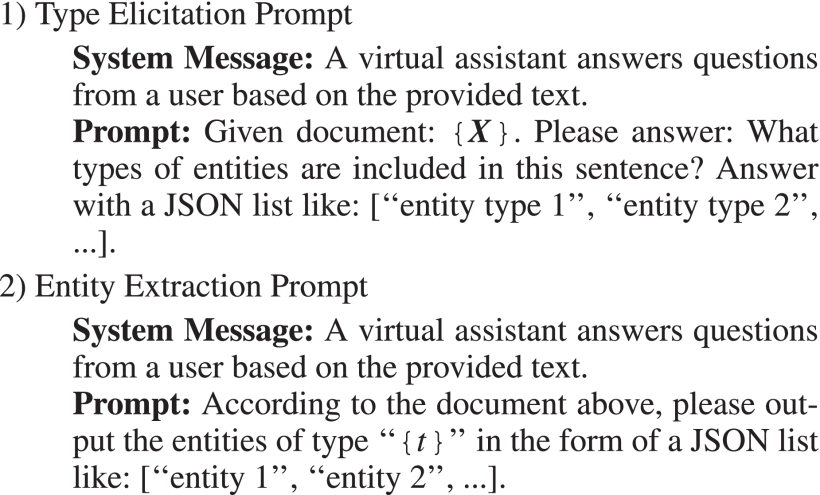 1) Type Elicitation Prompt
System Message: A virtual assistant answers questions
from a user based on the provided text.
Prompt: Given document: {X}. Please answer: What
types of entities are included in this sentence? Answer
with a JSON list like: [‘‘entity type 1’’, ‘‘entity type 2’’,
...].
2) Entity Extraction Prompt
System Message: A virtual assistant answers questions
from a user based on the provided text.
Prompt: According to the document above, please out-
put the entities of type ‘‘{t}’’ in the form of a JSON list
like: [‘‘entity 1’’, ‘‘entity 2’’, ...].